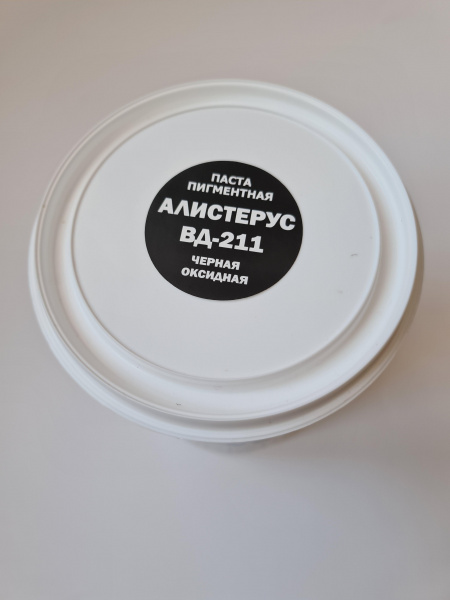 ПАСТА
ПИГМЕНТНАЯ
АЛИСТЕРУС
ВД-211
ЧЕРНАЯ
ОКСИДНАЯ